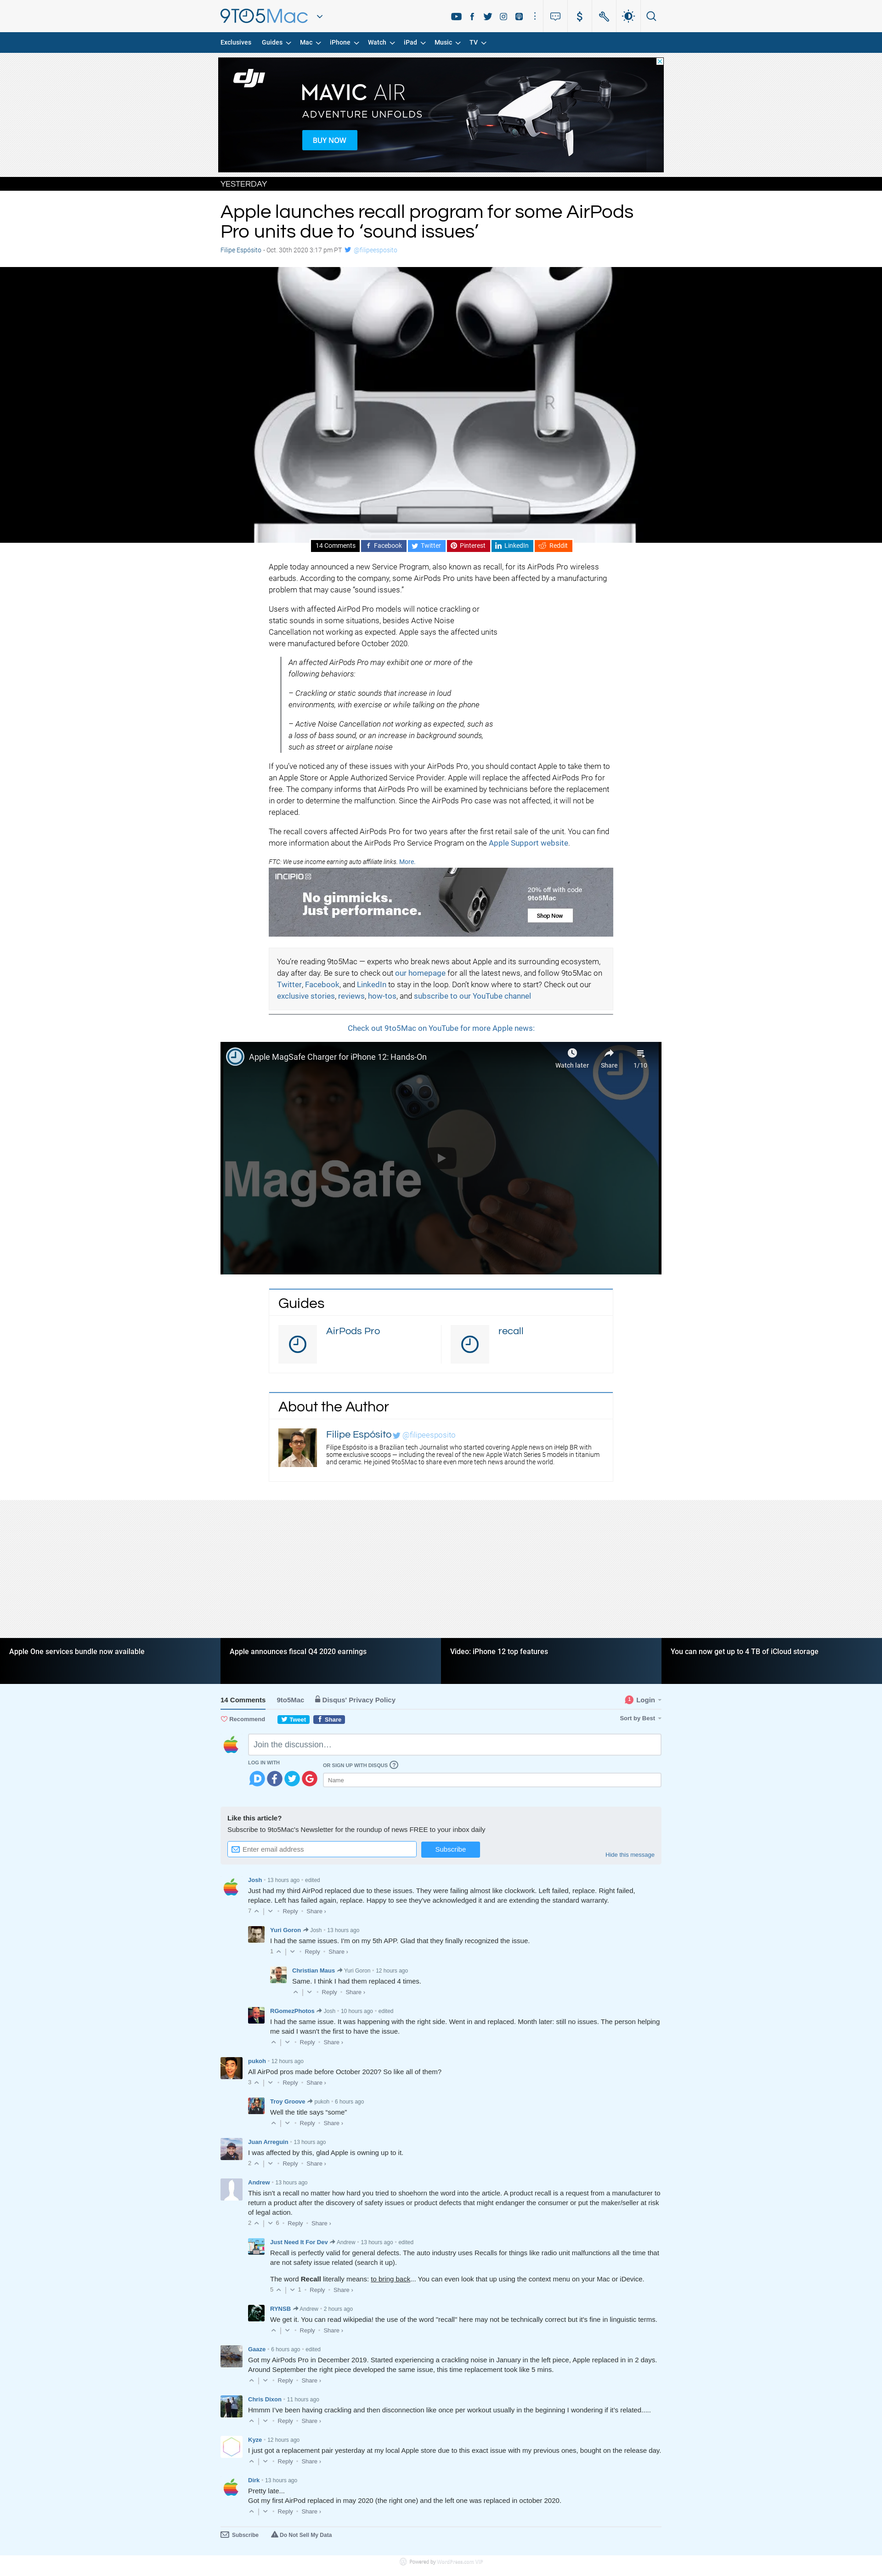 9TO5Mac
Exclusives Guides Mac iPhone Watch iPad Music TV
dji
MAVIC AIR
ADVENTURE UNFOLDS
BUY NOW
YESTERDAY
Apple launches recall program for some AirPods
Pro units due to ‘sound issues’
Filipe Espósito - Oct. 30th 2020 3:17 pm PT @filipeesposito
L R
14 Comments Facebook Twitter Pinterest LinkedIn Reddit
Apple today announced a new Service Program, also known as recall, for its AirPods Pro wireless
earbuds. According to the company, some AirPods Pro units have been affected by a manufacturing
problem that may cause “sound issues.”
Users with affected AirPod Pro models will notice crackling or
static sounds in some situations, besides Active Noise
Cancellation not working as expected. Apple says the affected units
were manufactured before October 2020.
An affected AirPods Pro may exhibit one or more of the
following behaviors:
– Crackling or static sounds that increase in loud
environments, with exercise or while talking on the phone
– Active Noise Cancellation not working as expected, such as
a loss of bass sound, or an increase in background sounds,
such as street or airplane noise
If you’ve noticed any of these issues with your AirPods Pro, you should contact Apple to take them to
an Apple Store or Apple Authorized Service Provider. Apple will replace the affected AirPods Pro for
free. The company informs that AirPods Pro will be examined by technicians before the replacement
in order to determine the malfunction. Since the AirPods Pro case was not affected, it will not be
replaced.
The recall covers affected AirPods Pro for two years after the first retail sale of the unit. You can find
more information about the AirPods Pro Service Program on the Apple Support website.
FTC: We use income earning auto affiliate links. More.
INCIPIO
No gimmicks.
Just performance.
20% off with code
9to5Mac
Shop Now
You’re reading 9to5Mac — experts who break news about Apple and its surrounding ecosystem,
day after day. Be sure to check out our homepage for all the latest news, and follow 9to5Mac on
Twitter, Facebook, and LinkedIn to stay in the loop. Don’t know where to start? Check out our
exclusive stories, reviews, how-tos, and subscribe to our YouTube channel
Check out 9to5Mac on YouTube for more Apple news:
Apple MagSafe Charger for iPhone 12: Hands-On
Watch later Share 1/10
MagSafe
Guides
AirPods Pro recall
About the Author
Filipe Espósito @filipeesposito
Filipe Espósito is a Brazilian tech Journalist who started covering Apple news on iHelp BR with
some exclusive scoops — including the reveal of the new Apple Watch Series 5 models in titanium
and ceramic. He joined 9to5Mac to share even more tech news around the world.
Apple One services bundle now available
Apple announces fiscal Q4 2020 earnings
Video: iPhone 12 top features
You can now get up to 4 TB of iCloud storage
14 Comments 9to5Mac Disqus' Privacy Policy 1 Login
Recommend Tweet Share Sort by Best
Join the discussion…
LOG IN WITH
OR SIGN UP WITH DISQUS ?
Name
Like this article?
Subscribe to 9to5Mac's Newsletter for the roundup of news FREE to your inbox daily
Enter email address Subscribe
Hide this message
Josh • 13 hours ago • edited
Just had my third AirPod replaced due to these issues. They were failing almost like clockwork. Left failed, replace. Right failed,
replace. Left has failed again, replace. Happy to see they've acknowledged it and are extending the standard warranty.
7 • Reply • Share ›
Yuri Goron Josh • 13 hours ago
I had the same issues. I'm on my 5th APP. Glad that they finally recognized the issue.
1 • Reply • Share ›
Christian Maus Yuri Goron • 12 hours ago
Same. I think I had them replaced 4 times.
• Reply • Share ›
RGomezPhotos Josh • 10 hours ago • edited
I had the same issue. It was happening with the right side. Went in and replaced. Month later: still no issues. The person helping
me said I wasn't the first to have the issue.
• Reply • Share ›
pukoh • 12 hours ago
All AirPod pros made before October 2020? So like all of them?
3 • Reply • Share ›
Troy Groove pukoh • 6 hours ago
Well the title says “some”
• Reply • Share ›
Juan Arreguin • 13 hours ago
I was affected by this, glad Apple is owning up to it.
2 • Reply • Share ›
Andrew • 13 hours ago
This isn't a recall no matter how hard you tried to shoehorn the word into the article. A product recall is a request from a manufacturer to
return a product after the discovery of safety issues or product defects that might endanger the consumer or put the maker/seller at risk
of legal action.
2 6 • Reply • Share ›
Just Need It For Dev Andrew • 13 hours ago • edited
Recall is perfectly valid for general defects. The auto industry uses Recalls for things like radio unit malfunctions all the time that
are not safety issue related (search it up).
The word Recall literally means: to bring back... You can even look that up using the context menu on your Mac or iDevice.
5 1 • Reply • Share ›
RYNSB Andrew • 2 hours ago
We get it. You can read wikipedia! the use of the word "recall" here may not be technically correct but it's fine in linguistic terms.
• Reply • Share ›
Gaaze • 6 hours ago • edited
Got my AirPods Pro in December 2019. Started experiencing a crackling noise in January in the left piece, Apple replaced in in 2 days.
Around September the right piece developed the same issue, this time replacement took like 5 mins.
• Reply • Share ›
Chris Dixon • 11 hours ago
Hmmm I've been having crackling and then disconnection like once per workout usually in the beginning I wondering if it's related.....
• Reply • Share ›
Kyze • 12 hours ago
I just got a replacement pair yesterday at my local Apple store due to this exact issue with my previous ones, bought on the release day.
• Reply • Share ›
Dirk • 13 hours ago
Pretty late...
Got my first AirPod replaced in may 2020 (the right one) and the left one was replaced in october 2020.
• Reply • Share ›
Subscribe Do Not Sell My Data
Powered by WordPress.com VIP